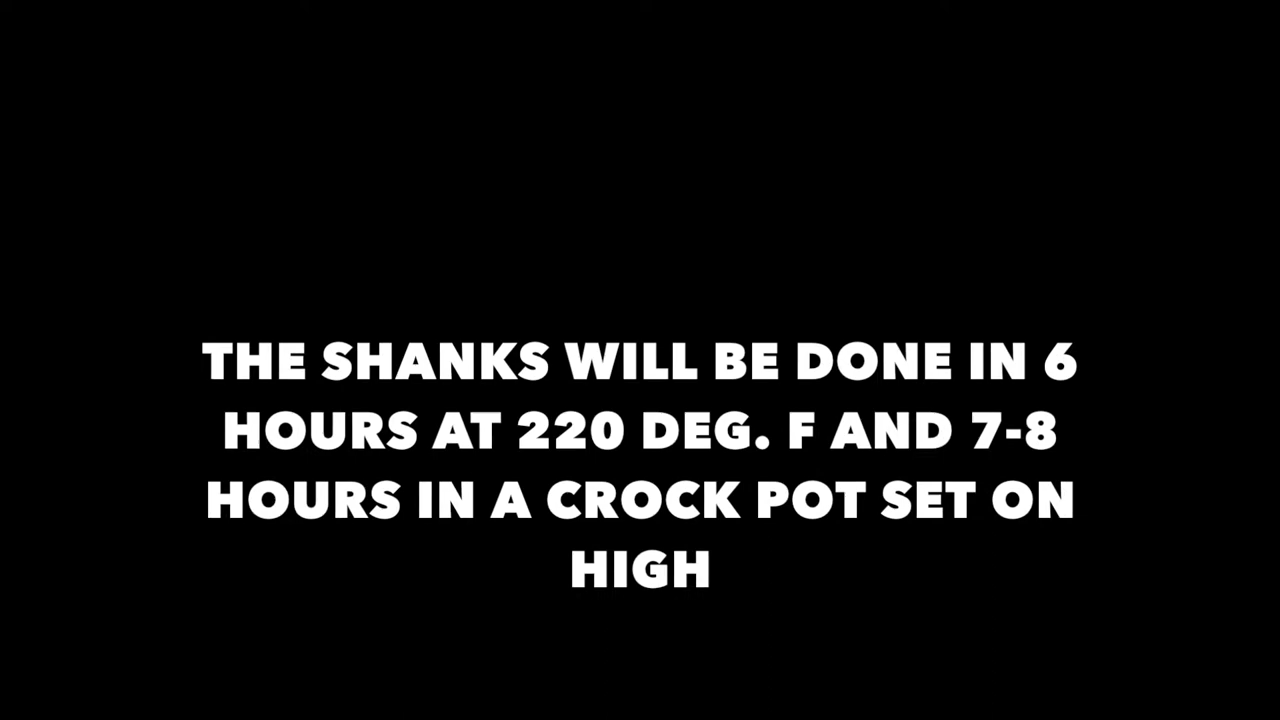 THE SHANKS WILL BE DONE IN 6
HOURS AT 220 DEG. F AND 7-8
HOURS IN A CROCK POT SET ON
HIGH